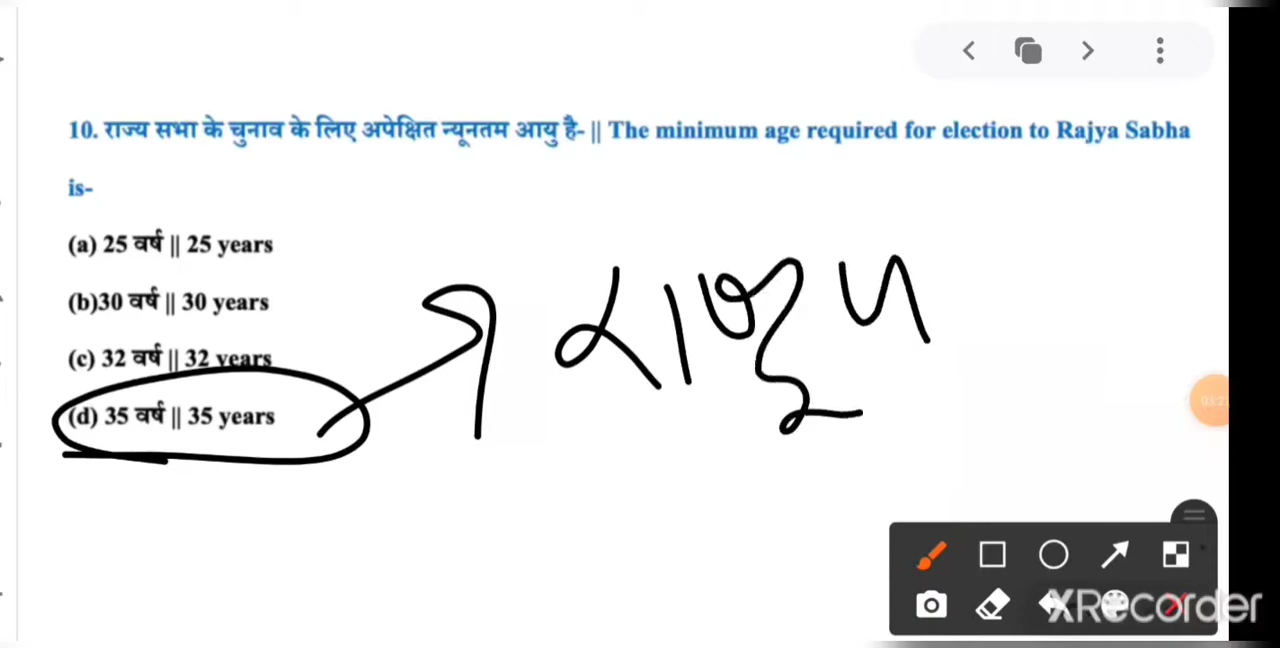 10. राज्य सभा के चुनाव के लिए अपेक्षित न्यूनतम आयु है- || The minimum age required for election to Rajya Sabha
is-
(a) 25 वर्ष || 25 years
(b)30 वर्ष || 30 years
(c) 32 वर्ष || 32 years
(d) 35 वर्ष || 35 years
XRecorder